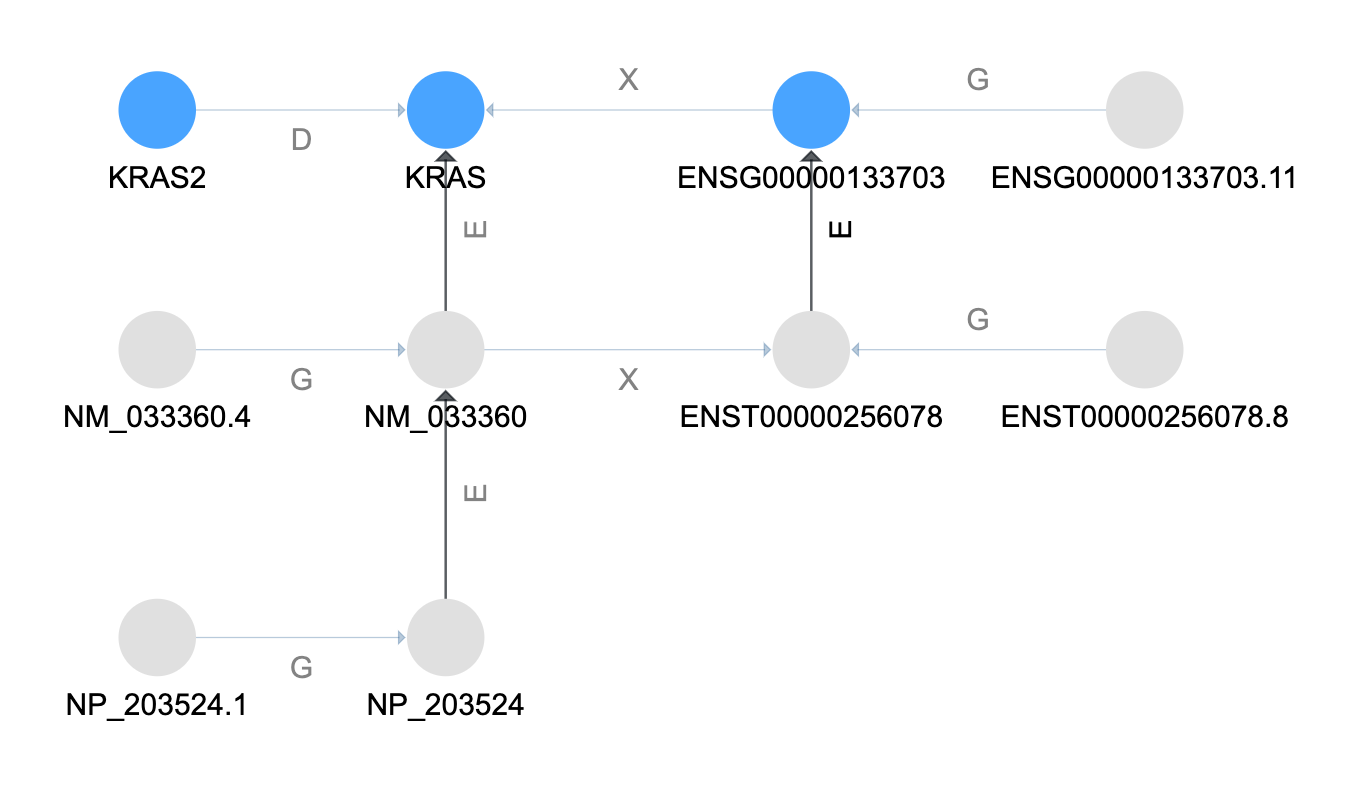 X
G
D
KRAS2
KRAS
ENSG00000133703
ENSG00000133703.11
E
E
G
G
X
NM_033360.4
NM_033360
ENST00000256078
ENST00000256078.8
E
G
NP_203524.1
NP_203524